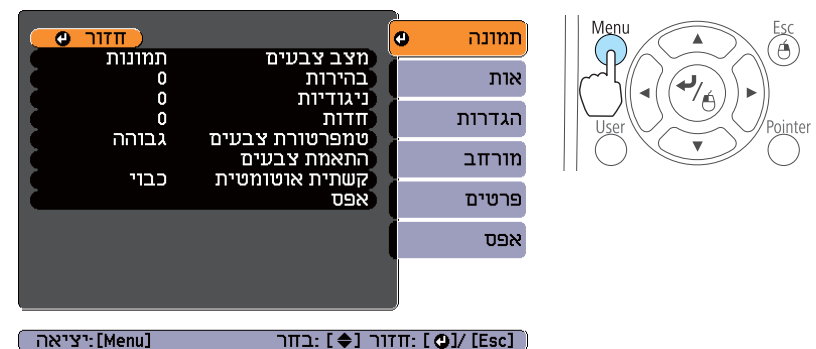 תמונה
אות
הגדרות
מורחב
פרטים
אפס
חזור
מצב צבעים תמונות
בהירות 0
ניגודיות 0
חדות 0
טמפרטורת צבעים גבוהה
התאמת צבעים
קשתית אוטומטית כבוי
אפס
[Esc] /[ ] :חזור [ ] :בחר [Menu]:יציאה
Menu
Esc
User
Pointer